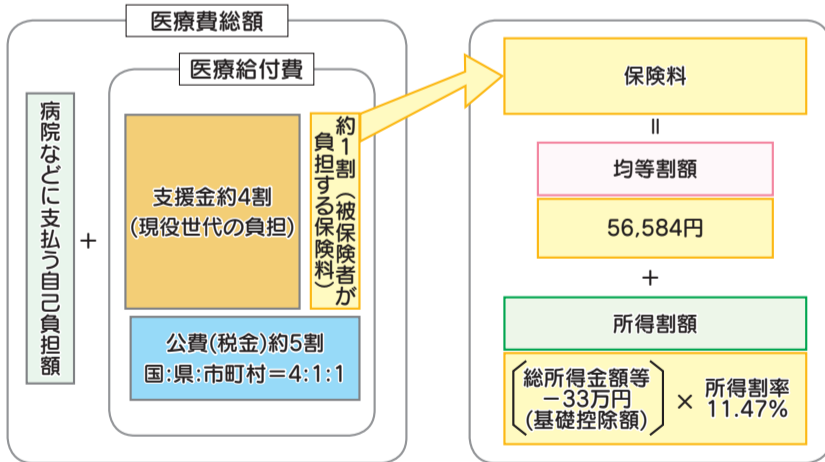 医療費総額
医療給付費
病院などに支払う自己負担額
+
支援金約4割
(現役世代の負担)
約1割(被保険者が
負担する保険料)
公費(税金)約5割
国:県:市町村=4:1:1
保険料
=
均等割額
56,584円
+
所得割額
総所得金額等
-33万円
(基礎控除額)
×
所得割率
11.47%